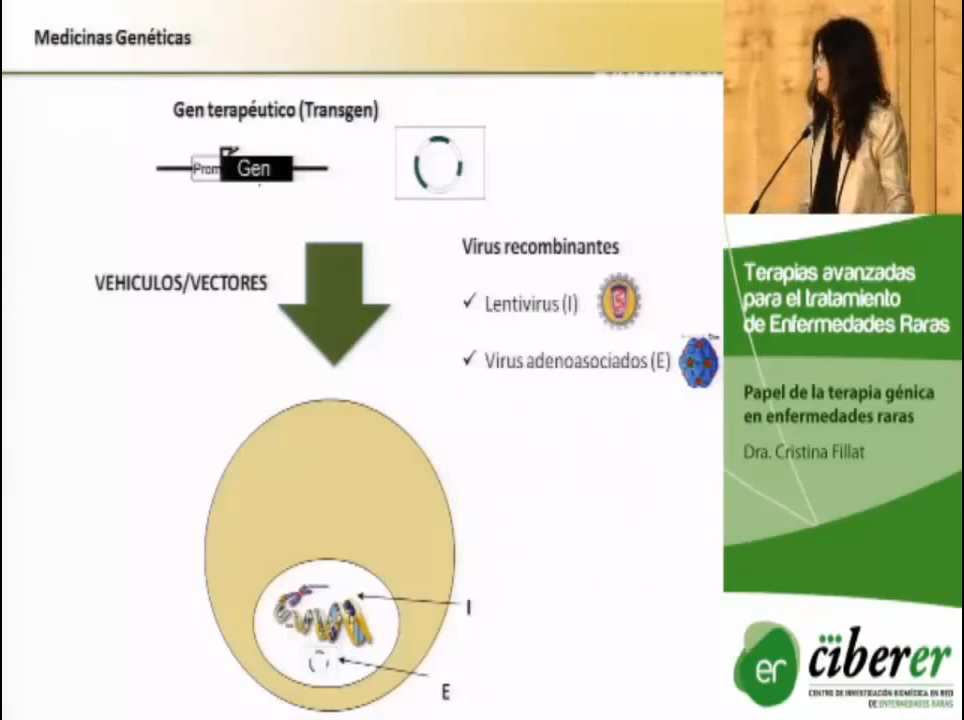 Medicinas Genéticas
Gen terapéutico (Transgen)
Prom
Gen
VEHICULOS/VECTORES
Virus recombinantes
✓ Lentivirus (I)
✓ Virus adenoasociados (E)
I
E
Terapias avanzadas
para el tratamiento
de Enfermedades Raras
Papel de la terapia génica
en enfermedades raras
Dra. Cristina Fillat
er
ciberer
CENTRO DE INVESTIGACIÓN BIOMÉDICA EN RED
DE ENFERMEDADES RARAS